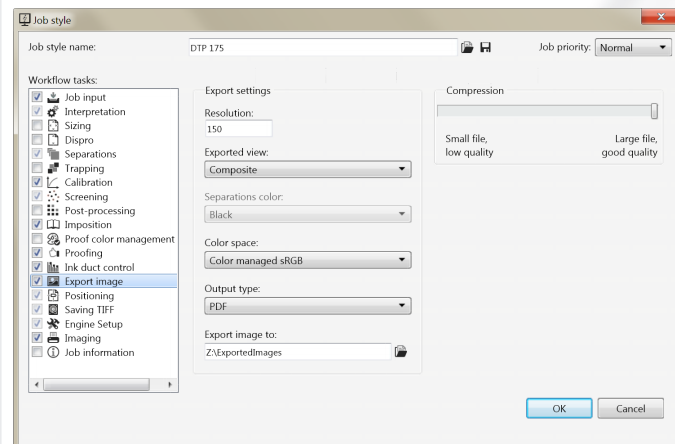 Job style
Job style name:
DTP 175
Job priority:
Normal
Workflow tasks:
Job input
Interpretation
Sizing
Dispro
Separations
Trapping
Calibration
Screening
Post-processing
Imposition
Proof color management
Proofing
Ink duct control
Export image
Positioning
Saving TIFF
Engine Setup
Imaging
Job information
Export settings
Resolution:
150
Exported view:
Composite
Separations color:
Black
Color space:
Color managed sRGB
Output type:
PDF
Export image to:
Z:\ExportedImages
Compression
Small file, Large file,
low quality good quality
OK Cancel